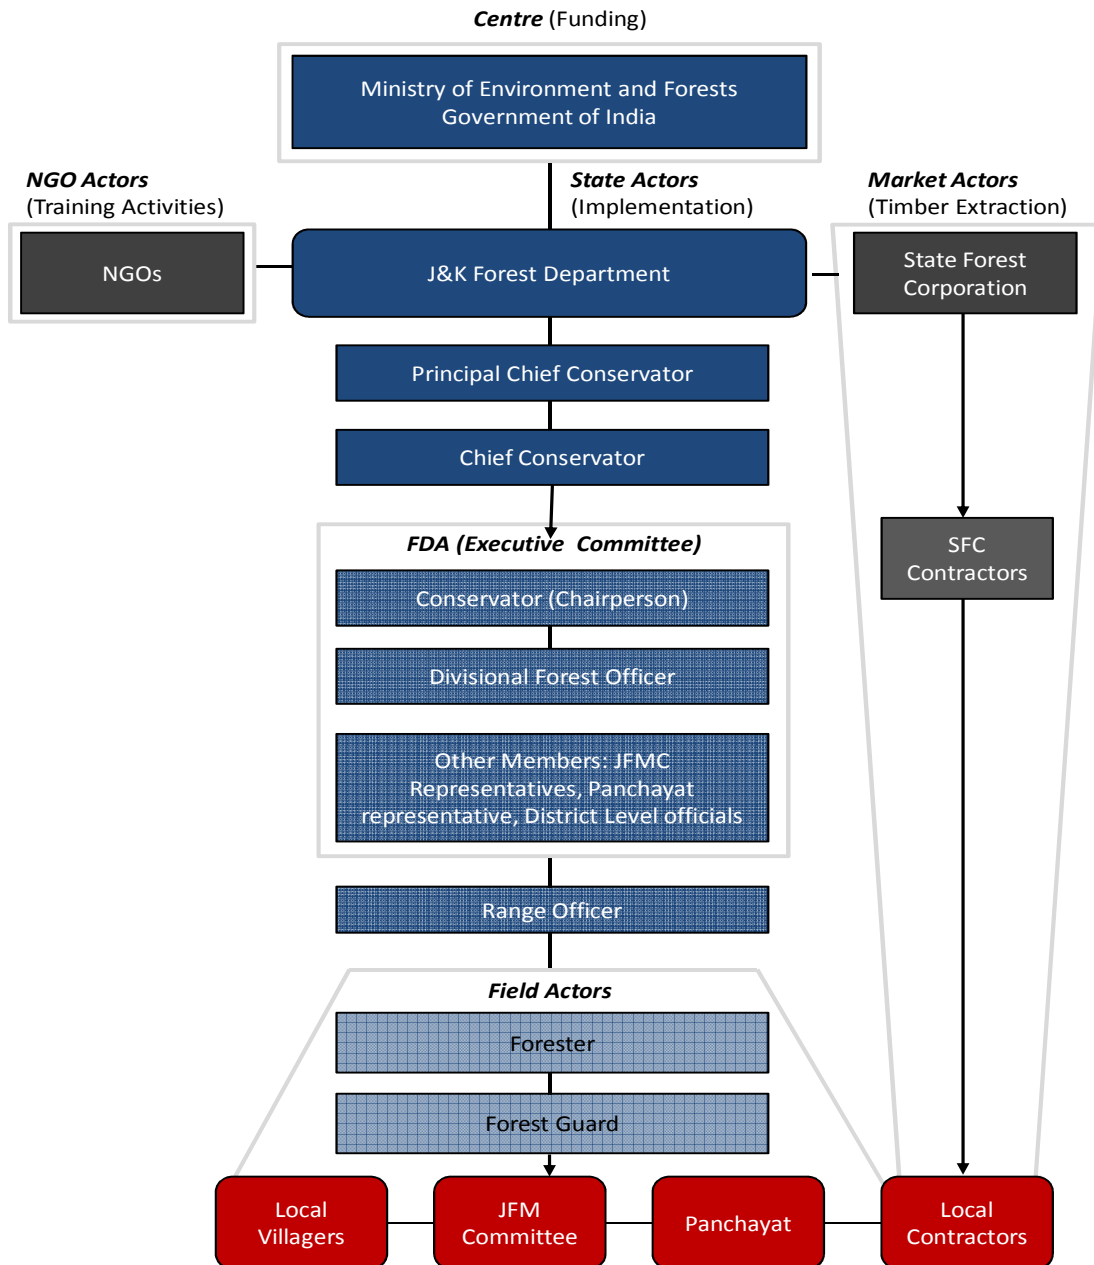 Centre (Funding)
Ministry of Environment and Forests
Government of India
NGO Actors
(Training Activities)
State Actors
(Implementation)
Market Actors
(Timber Extraction)
NGOs
J&K Forest Department
State Forest
Corporation
Principal Chief Conservator
Chief Conservator
FDA (Executive Committee)
Conservator (Chairperson)
Divisional Forest Officer
Other Members: JFMC
Representatives, Panchayat
representative, District Level officials
SFC
Contractors
Range Officer
Field Actors
Forester
Forest Guard
Local
Villagers
JFM
Committee
Panchayat
Local
Contractors